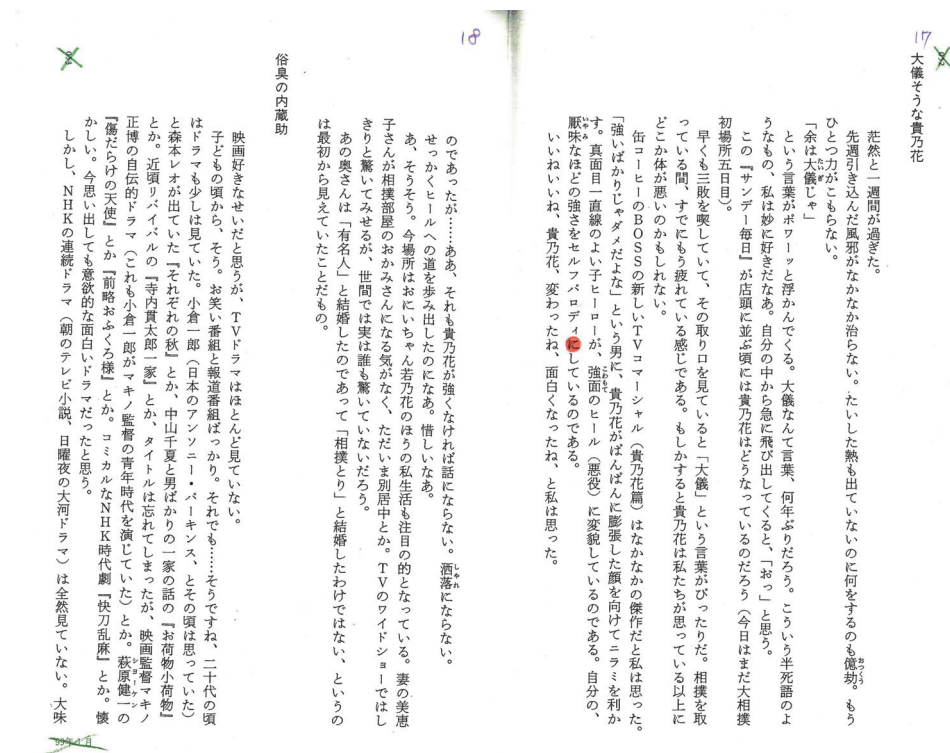 17
大儀そうな貴乃花
茫然と一週間が過ぎた。
先週引き込んだ風邪がなかなか治らない。たいした熱も出ていないのに何をするのも億劫。もう
ひとつ力がこもらない。
「余は大儀じゃ」
という言葉がボワーッと浮かんでくる。大儀なんて言葉、何年ぶりだろう。こういう半死語のよ
うなもの、私は妙に好きだなあ。自分の中から急に飛び出してくると、「おっ」と思う。
この『サンデー毎日』が店頭に並ぶ頃には貴乃花はどうなっているのだろう（今日はまだ大相撲
初場所五日目）。
早くも三敗を喫していて、その取り口を見ていると「大儀」という言葉がぴったりだ。相撲を取
っている間、すでにもう疲れている感じである。もしかすると貴乃花は私たちが思っている以上に
どこか体が悪いのかもしれない。
缶コーヒーのBOSSの新しいTVコマーシャル（貴乃花篇）はなかなかの傑作だと私は思った。
「強いばかりじゃダメだよな」という男に、貴乃花がぱんぱんに膨張した顔を向けてニラミを利か
す。真面目一直線のよい子ヒーローが、強面のヒール（悪役）に変貌しているのである。自分の、
厭味なほどの強さをセルフパロディにしているのである。
いいねいいね、貴乃花、変わったね、面白くなったね、と私は思った。
18
のであったが……ああ、それも貴乃花が強くなければ話にならない。洒落にならない。
せっかくヒールへの道を歩み出したのになあ。惜しいなあ。
あ、そうそう。今場所はおにいちゃん若乃花のほうの私生活も注目の的となっている。妻の美恵
子さんが相撲部屋のおかみさんになる気がなく、ただいま別居中とか。TVのワイドショーではし
きりと驚いてみせるが、世間では実は誰も驚いていないだろう。
あの奥さんは「有名人」と結婚したのであって「相撲とり」と結婚したわけではない、というの
は最初から見えていたことだもの。
俗臭の内蔵助
映画好きなせいだと思うが、TVドラマはほとんど見ていない。
子どもの頃から、そう。お笑い番組と報道番組ばっかり。それでも……そうですね、二十代の頃
はドラマも少しは見ていた。小倉一郎（日本のアンソニー・パーキンス、とその頃は思っていた）
と森本レオが出ていた『それぞれの秋』とか、中山千夏と男ばかりの一家の話の『お荷物小荷物』
とか。近頃リバイバルの『寺内貫太郎一家』とか、タイトルは忘れてしまったが、映画監督マキノ
正博の自伝的ドラマ（これも小倉一郎がマキノ監督の青年時代を演じていた）とか。萩原健一の
『傷だらけの天使』とか『前略おふくろ様』とか。コミカルなNHK時代劇『快刀乱麻』とか。懐
かしい。今思い出しても意欲的な面白いドラマだったと思う。
しかし、NHKの連続ドラマ（朝のテレビ小説、日曜夜の大河ドラマ）は全然見ていない。大味
99年1月